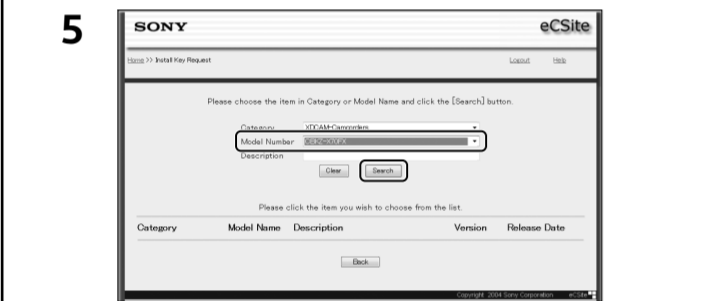 5
SONY
eCSite
Home >> Install Key Request
Logout Help
Please choose the item in Category or Model Name and click the [Search] button.
Category XDCAM-Camcorders
Model Number
Description
Clear Search
Please click the item you wish to choose from the list.
Category Model Name Description Version Release Date
Back
Copyright 2004 Sony Corporation eCSite